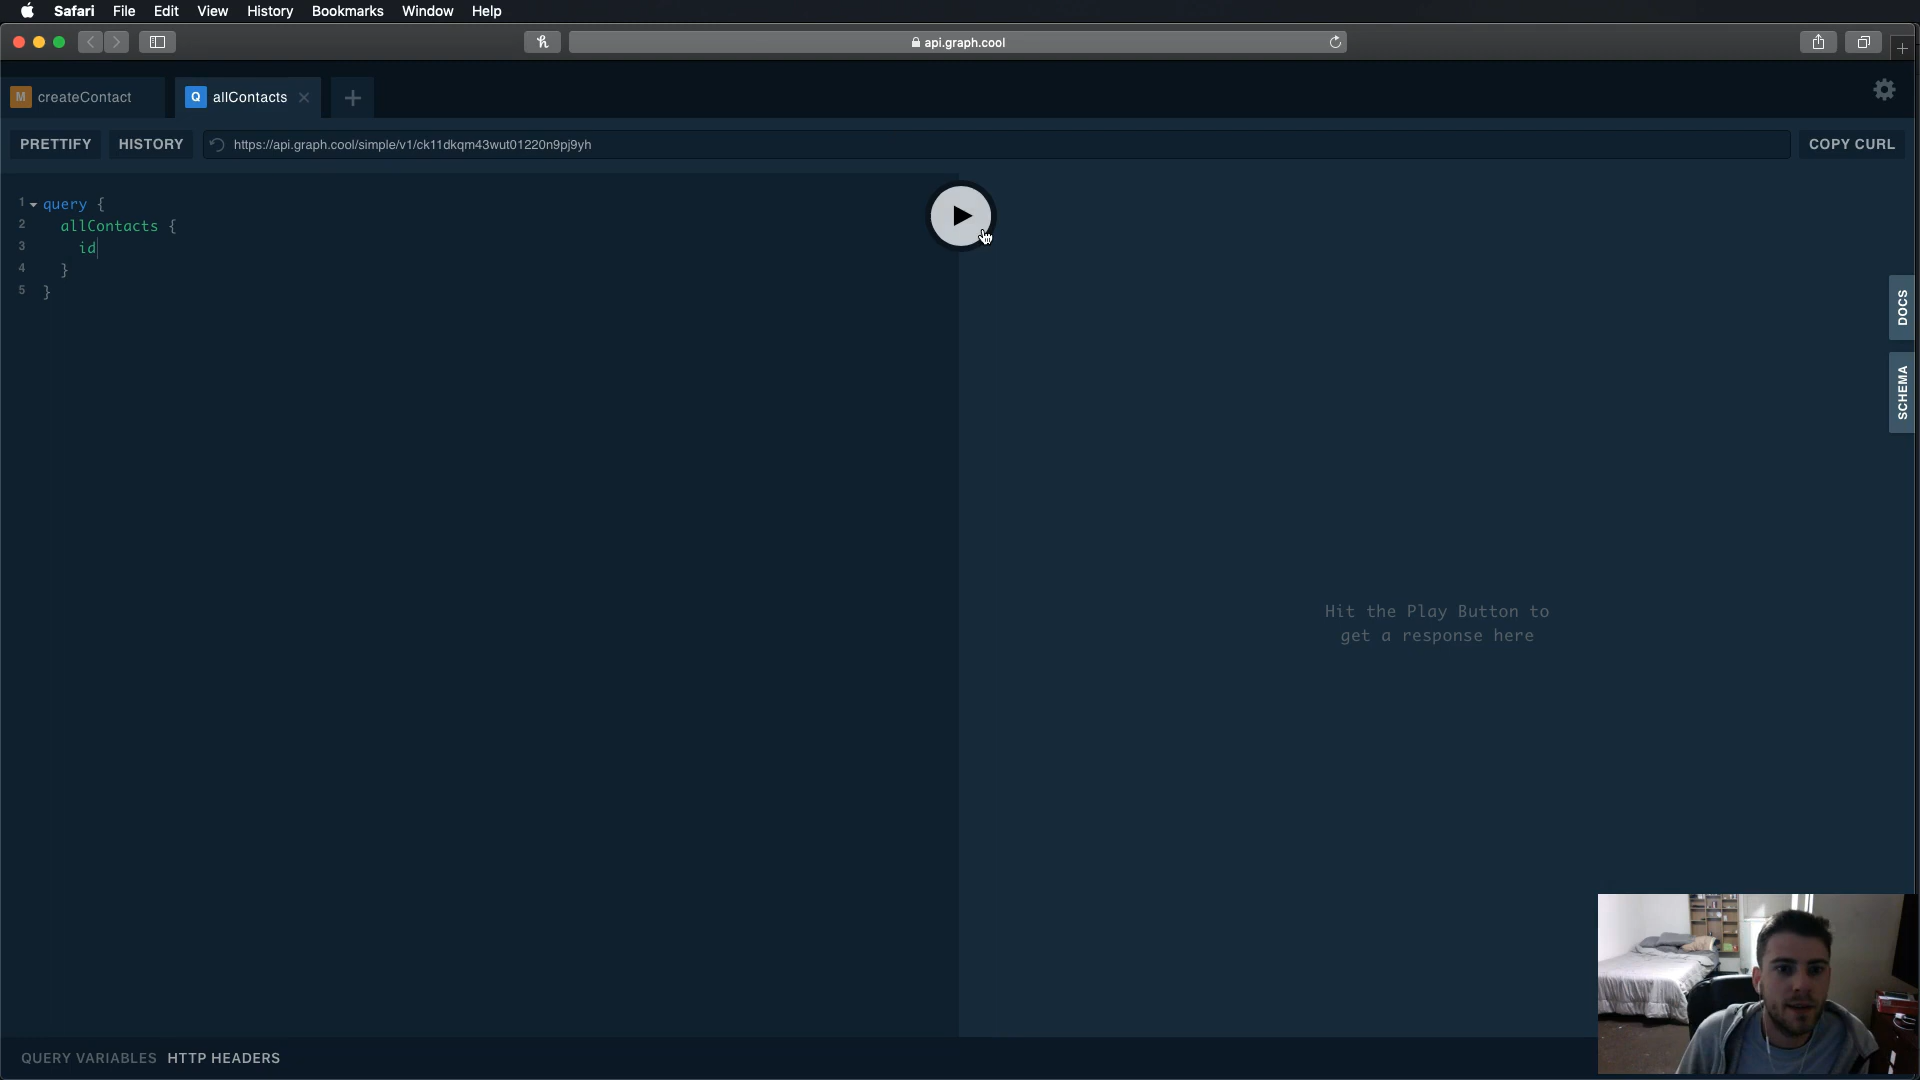 Safari File Edit View History Bookmarks Window Help
api.graph.cool
M createContact Q allContacts
PRETTIFY HISTORY https://api.graph.cool/simple/v1/ck11dkqm43wut01220n9pj9yh COPY CURL
1 query {
2 allContacts {
3 id
4 }
5 }
DOCS
SCHEMA
Hit the Play Button to
get a response here
QUERY VARIABLES HTTP HEADERS